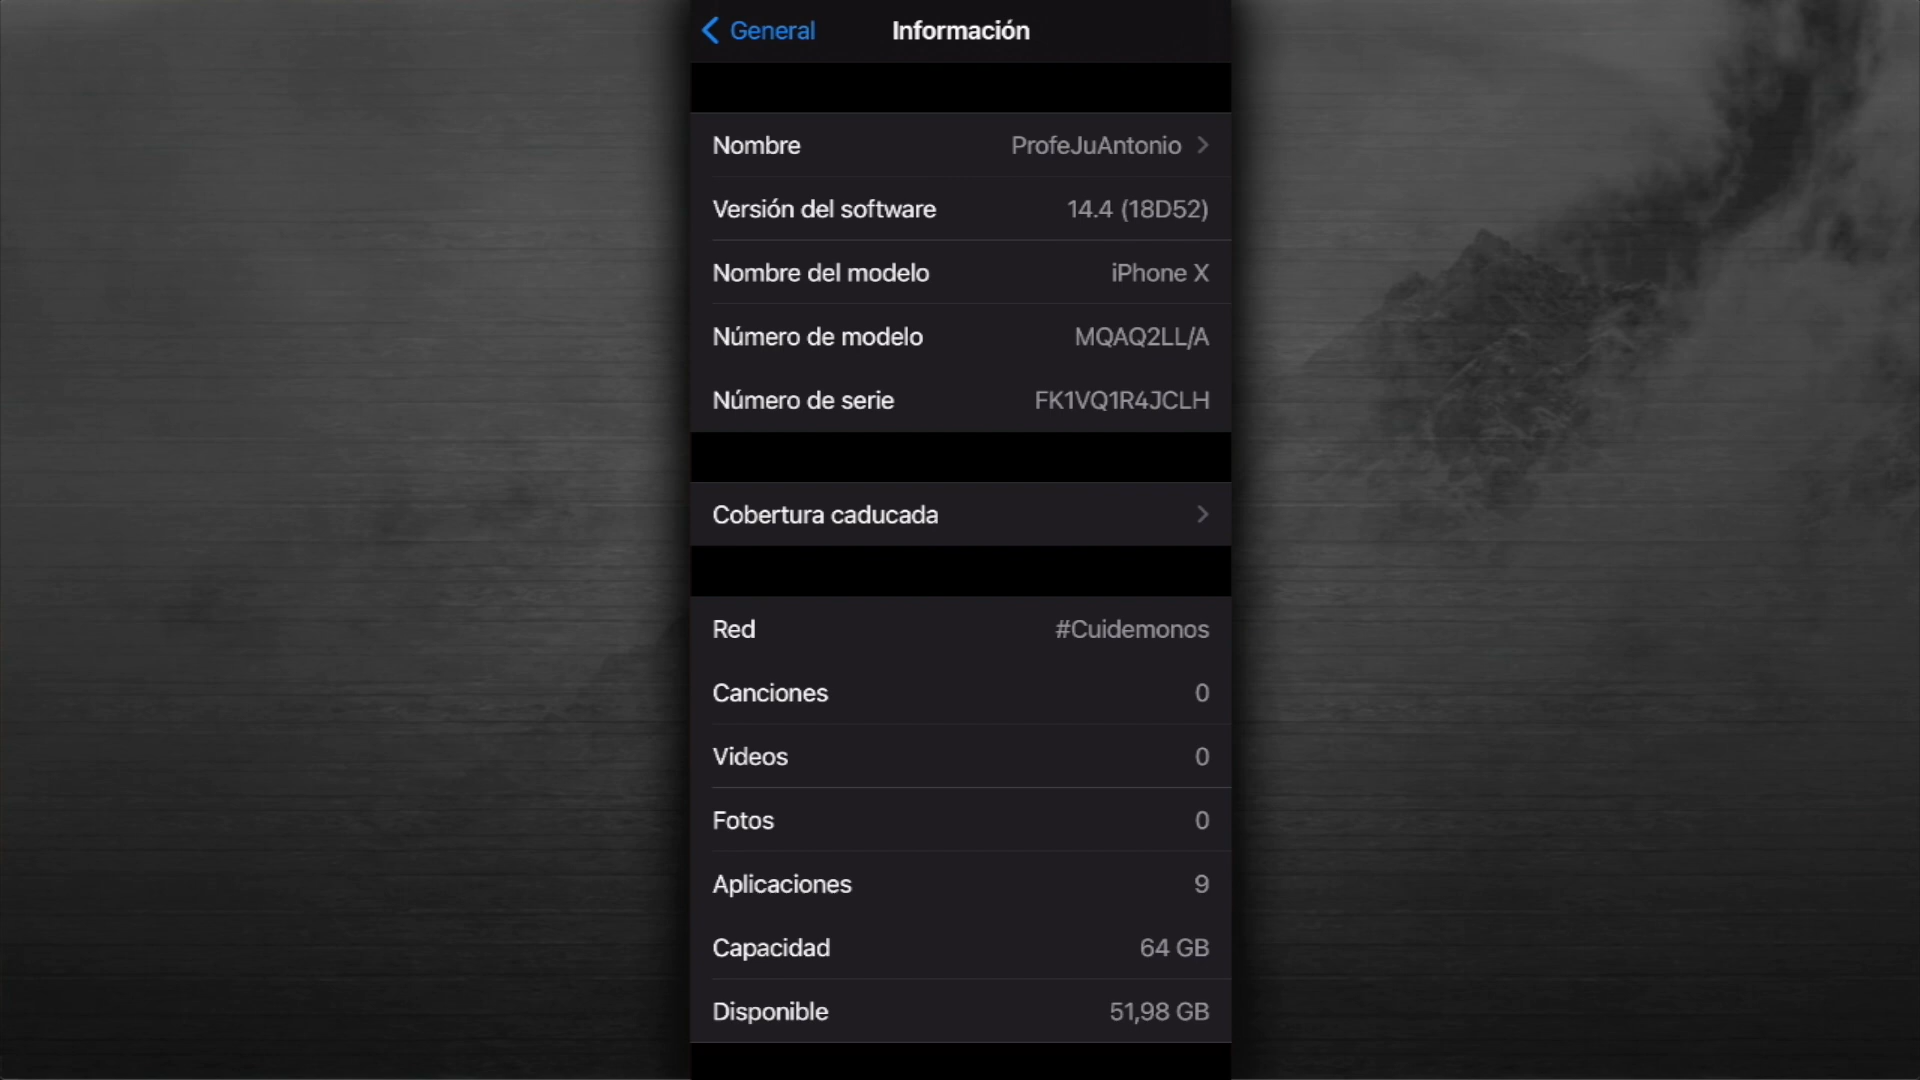 General
Información
Nombre ProfeJuAntonio
Versión del software 14.4 (18D52)
Nombre del modelo iPhone X
Número de modelo MQAQ2LL/A
Número de serie FK1VQ1R4JCLH
Cobertura caducada
Red #Cuidemonos
Canciones 0
Videos 0
Fotos 0
Aplicaciones 9
Capacidad 64 GB
Disponible 51,98 GB